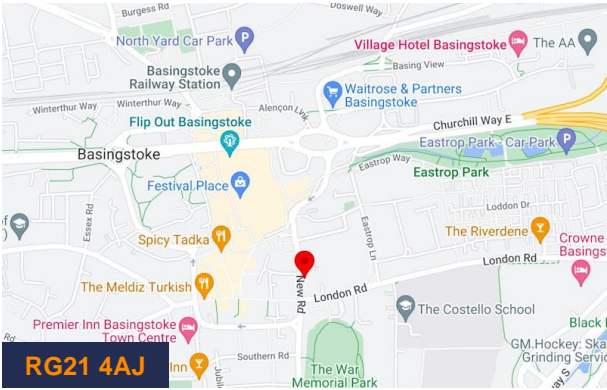 Burgess Rd
Doswell Way
North Yard Car Park
P
Village Hotel Basingstoke
The AA
Basing View
Basingstoke
Railway Station
Waitrose & Partners
Basingstoke
Winterthur Way
Winterthur Way
Alençon Link
Flip Out Basingstoke
Churchill Way E
Basingstoke
Eastrop Park - Car Park
P
Eastrop Way
Eastrop Park
Festival Place
Essex Rd
Loddon Dr
Eastrop Ln
Spicy Tadka
The Riverdene
Crowne
Basings
London Rd
The Meldiz Turkish
New Rd
London Rd
The Costello School
Premier Inn Basingstoke
Town Centre
Black
GM.Hockey: Ska
Grinding Servic
Southern Rd
RG21 4AJ
Inn
The War
Memorial Park
way S